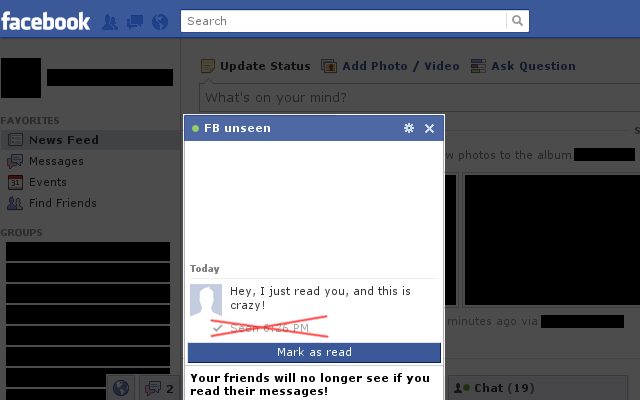 facebook
Search
Update Status
Add Photo / Video
Ask Question
What's on your mind?
FAVORITES
News Feed
Messages
31
Events
Find Friends
GROUPS
FB unseen
w photos to the album
Today
Hey, I just read you, and this is
crazy!
Seen 6:26 PM
Mark as read
minutes ago via
Your friends will no longer see if you
read their messages!
2
Chat (19)